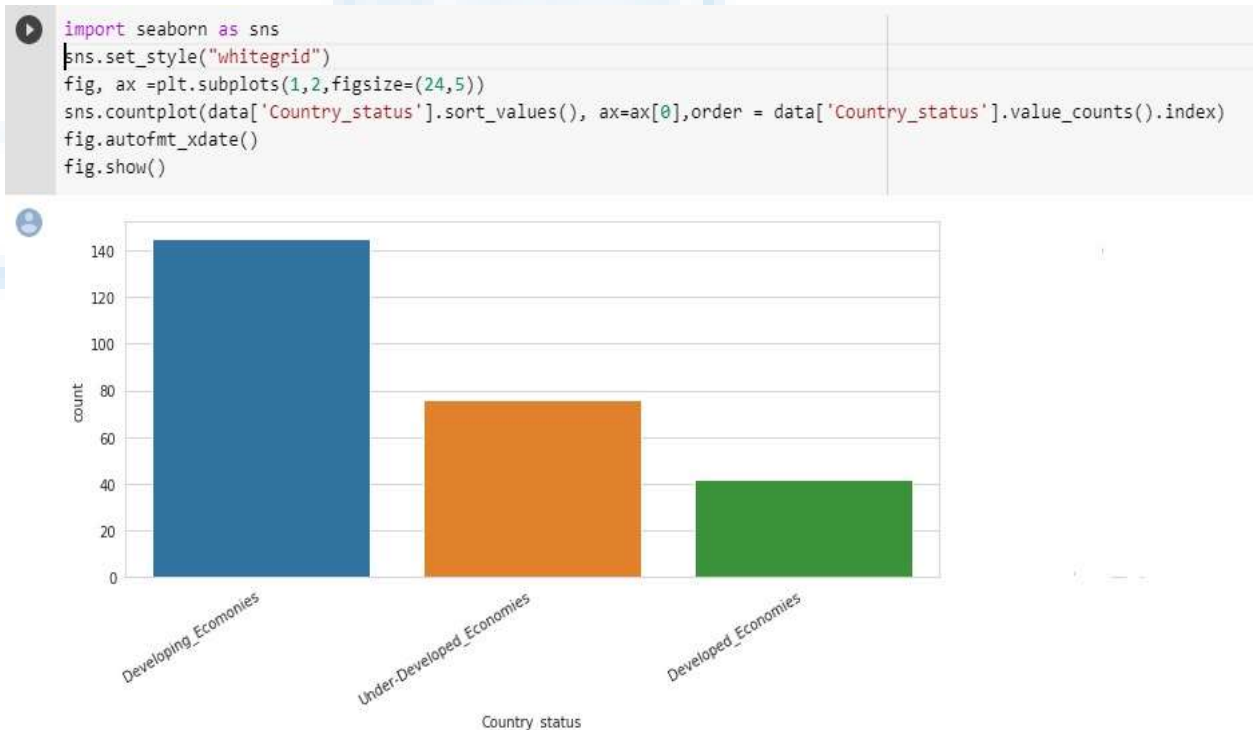 import seaborn as sns
sns.set_style("whitegrid")
fig, ax =plt.subplots(1,2,figsize=(24,5))
sns.countplot(data['Country_status'].sort_values(), ax=ax[0],order = data['Country_status'].value_counts().index)
fig.autofmt_xdate()
fig.show()
140
120
100
80
60
40
20
0
count
Developing_Ecomonies
Under-Developed_Economies
Developed_Economies
Country_status